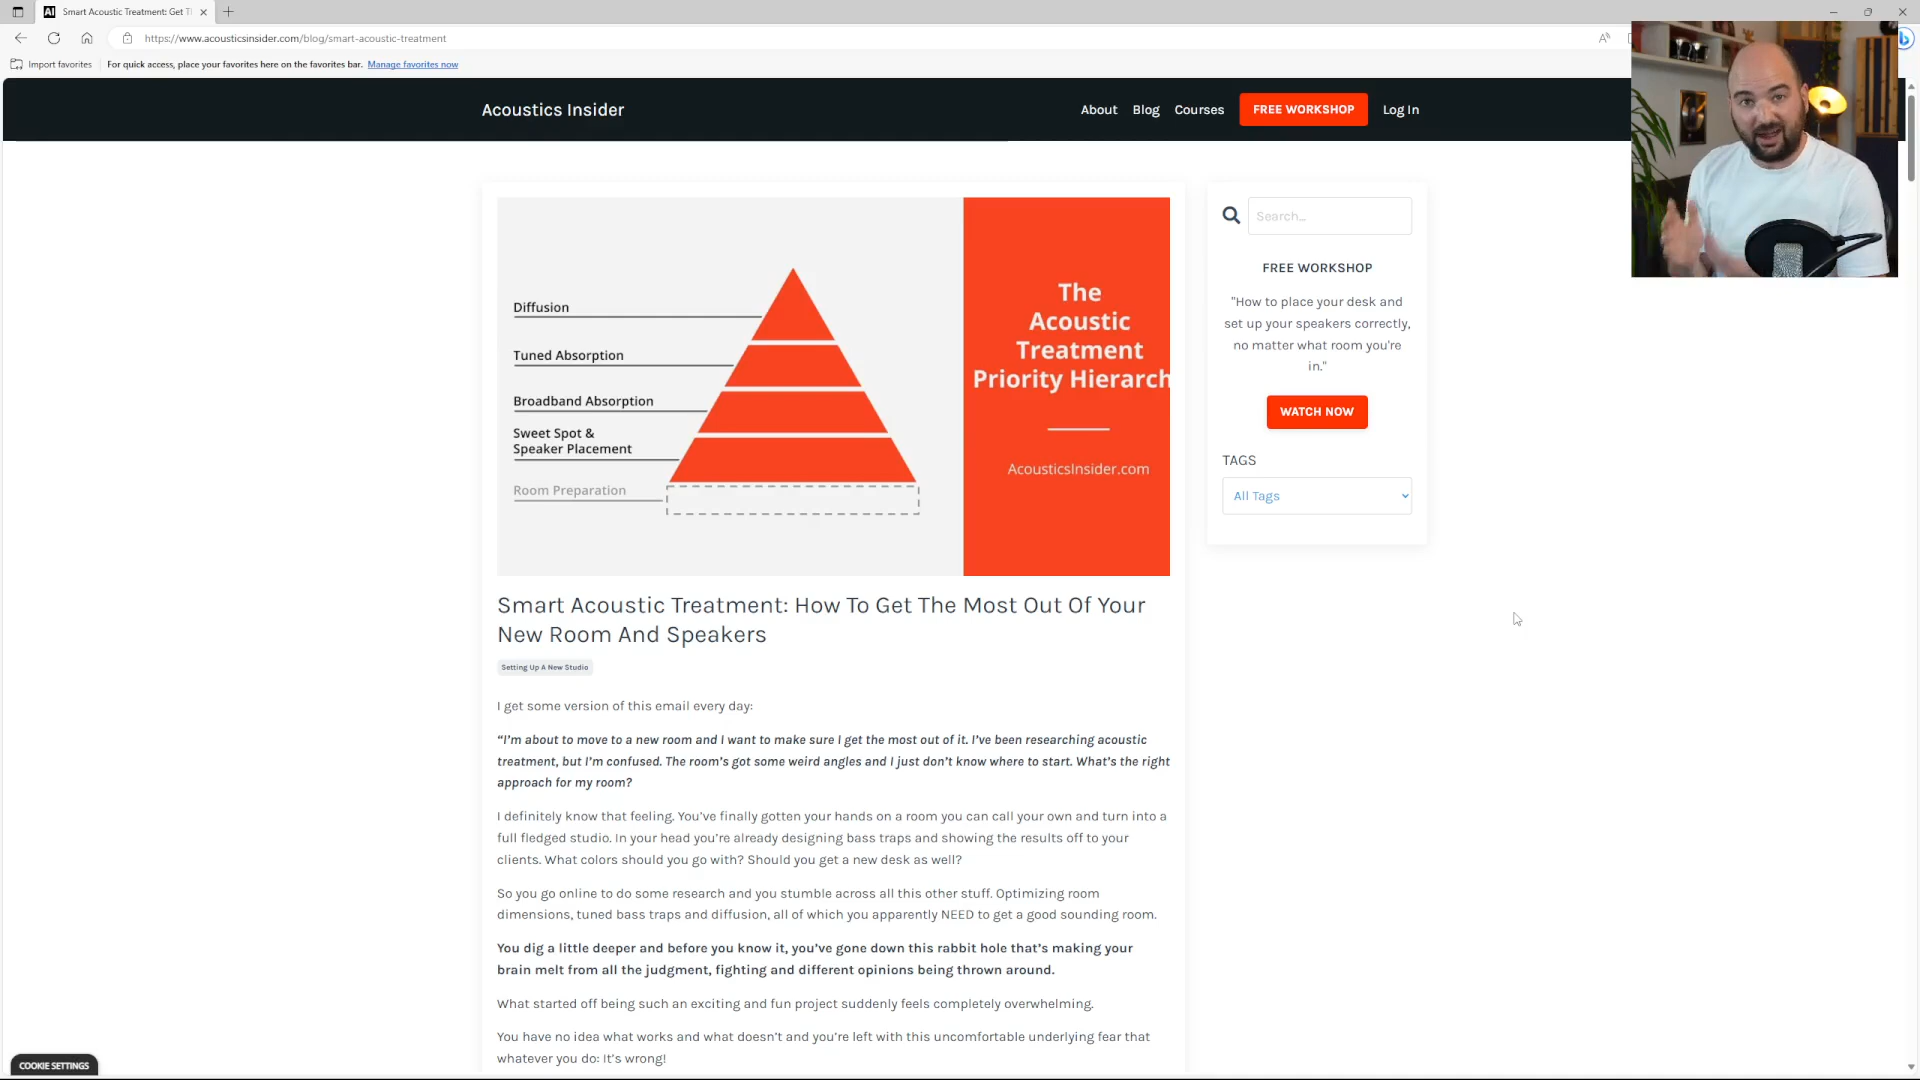 Smart Acoustic Treatment: Get T
https://www.acousticsinsider.com/blog/smart-acoustic-treatment
Import favorites
For quick access, place your favorites here on the favorites bar. Manage favorites now
Acoustics Insider
About Blog Courses FREE WORKSHOP Log In
Diffusion
Tuned Absorption
Broadband Absorption
Sweet Spot &
Speaker Placement
Room Preparation
The
Acoustic
Treatment
Priority Hierarch
AcousticsInsider.com
Search...
FREE WORKSHOP
"How to place your desk and
set up your speakers correctly,
no matter what room you're
in."
WATCH NOW
TAGS
All Tags
Smart Acoustic Treatment: How To Get The Most Out Of Your
New Room And Speakers
Setting Up A New Studio
I get some version of this email every day:
“I’m about to move to a new room and I want to make sure I get the most out of it. I’ve been researching acoustic
treatment, but I’m confused. The room’s got some weird angles and I just don’t know where to start. What’s the right
approach for my room?
I definitely know that feeling. You’ve finally gotten your hands on a room you can call your own and turn into a
full fledged studio. In your head you’re already designing bass traps and showing the results off to your
clients. What colors should you go with? Should you get a new desk as well?
So you go online to do some research and you stumble across all this other stuff. Optimizing room
dimensions, tuned bass traps and diffusion, all of which you apparently NEED to get a good sounding room.
You dig a little deeper and before you know it, you’ve gone down this rabbit hole that’s making your
brain melt from all the judgment, fighting and different opinions being thrown around.
What started off being such an exciting and fun project suddenly feels completely overwhelming.
You have no idea what works and what doesn’t and you’re left with this uncomfortable underlying fear that
whatever you do: It’s wrong!
COOKIE SETTINGS